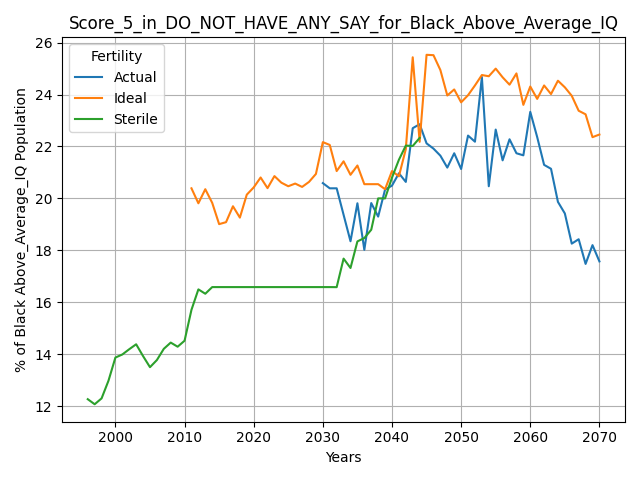 Score_5_in_DO_NOT_HAVE_ANY_SAY_for_Black_Above_Average_IQ
Fertility
Actual
Ideal
Sterile
% of Black Above_Average_IQ Population
26
24
22
20
18
16
14
12
2000
2010
2020
2030
2040
2050
2060
2070
Years